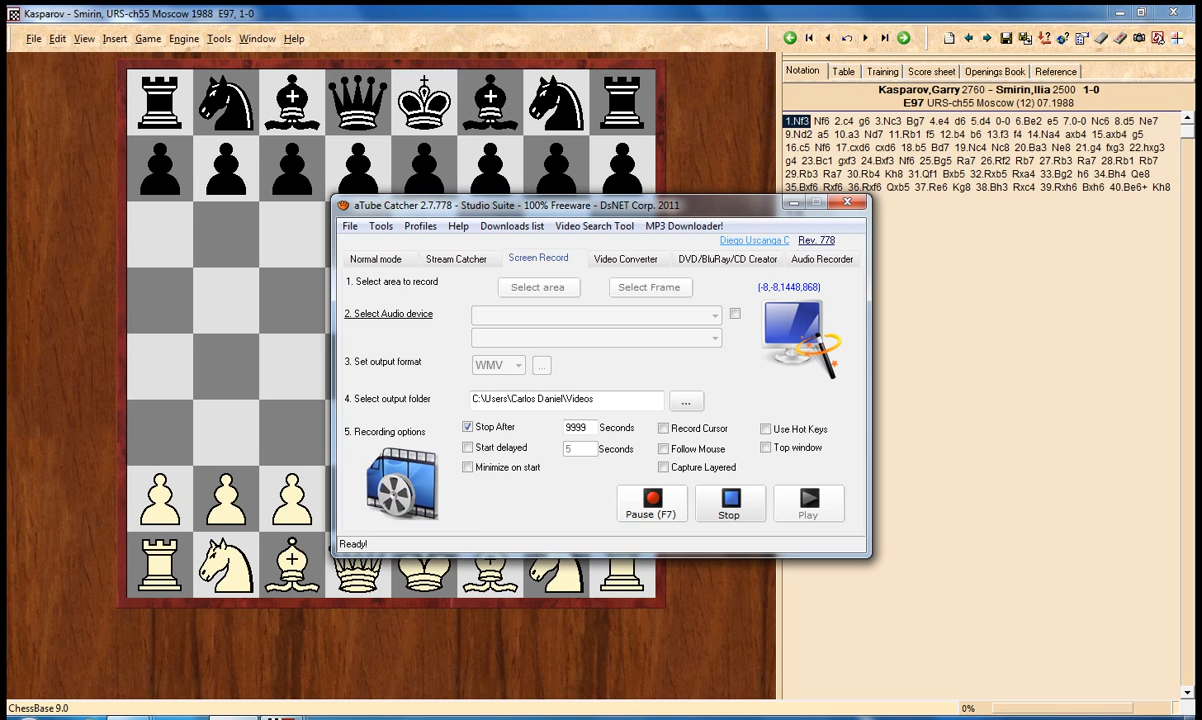 Kasparov - Smirin, URS-ch55 Moscow 1988 E97, 1-0
File Edit View Insert Game Engine Tools Window Help
Notation Table Training Score sheet Openings Book Reference
Kasparov,Garry 2760 - Smirin,Ilia 2500 1-0
E97 URS-ch55 Moscow (12) 07.1988
1.Nf3 Nf6 2.c4 g6 3.Nc3 Bg7 4.e4 d6 5.d4 0-0 6.Be2 e5 7.0-0 Nc6 8.d5 Ne7
9.Nd2 a5 10.a3 Nd7 11.Rb1 f5 12.b4 b6 13.f3 f4 14.Na4 axb4 15.axb4 g5
16.c5 Nf6 17.cxd6 cxd6 18.b5 Bd7 19.Nc4 Nc8 20.Ba3 Ne8 21.g4 fxg3 22.hxg3
g4 23.Bc1 gxf3 24.Bxf3 Nf6 25.Bg5 Ra7 26.Rf2 Rb7 27.Rb3 Ra7 28.Rb1 Rb7
29.Rb3 Ra7 30.Rb4 Kh8 31.Qf1 Bxb5 32.Rxb5 Rxa4 33.Bg2 h6 34.Bh4 Qe8
35.Bxf6 Rxf6 36.Rxf6 Qxb5 37.Re6 Kg8 38.Bh3 Rxc4 39.Rxh6 Bxh6 40.Be6+ Kh8
aTube Catcher 2.7.778 - Studio Suite - 100% Freeware - DsNET Corp. 2011
File Tools Profiles Help Downloads list Video Search Tool MP3 Downloader!
Diego Uscanga C Rev. 778
Normal mode Stream Catcher Screen Record Video Converter DVD/BluRay/CD Creator Audio Recorder
1. Select area to record Select area Select Frame (-8,-8,1448,868)
2. Select Audio device
3. Set output format WMV ...
4. Select output folder C:\Users\Carlos Daniel\Videos ...
5. Recording options Stop After 9999 Seconds Record Cursor Use Hot Keys
Start delayed 5 Seconds Follow Mouse Top window
Minimize on start Capture Layered
Pause (F7) Stop Play
Ready!
ChessBase 9.0 0%